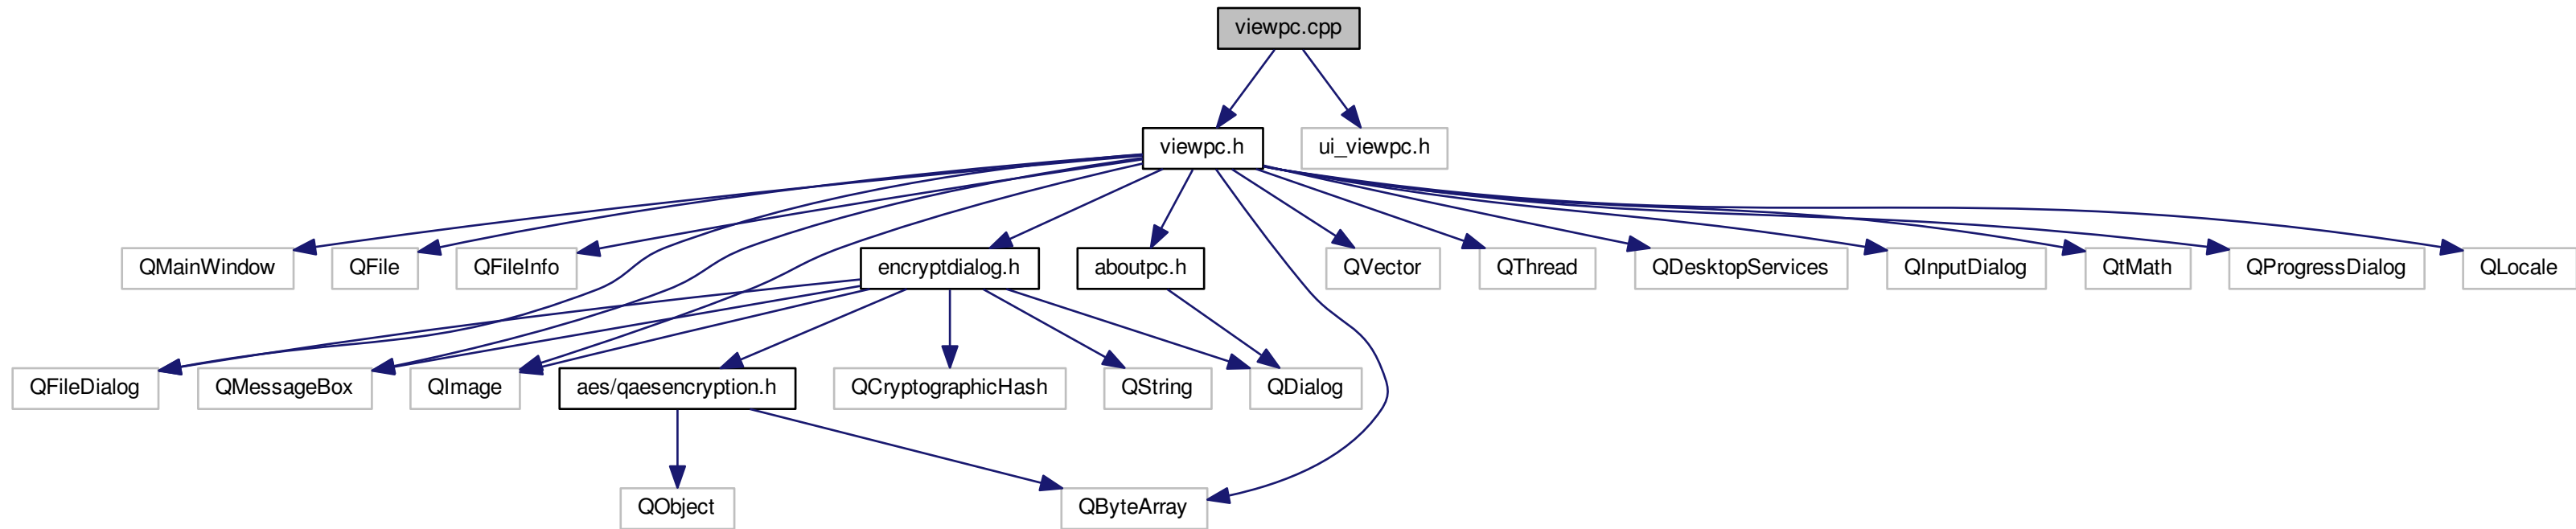 viewpc.cpp
viewpc.h
ui_viewpc.h
QMainWindow
QFile
QFileInfo
encryptdialog.h
aboutpc.h
QVector
QThread
QDesktopServices
QInputDialog
QtMath
QProgressDialog
QLocale
QFileDialog
QMessageBox
QImage
aes/qaesencryption.h
QCryptographicHash
QString
QDialog
QObject
QByteArray